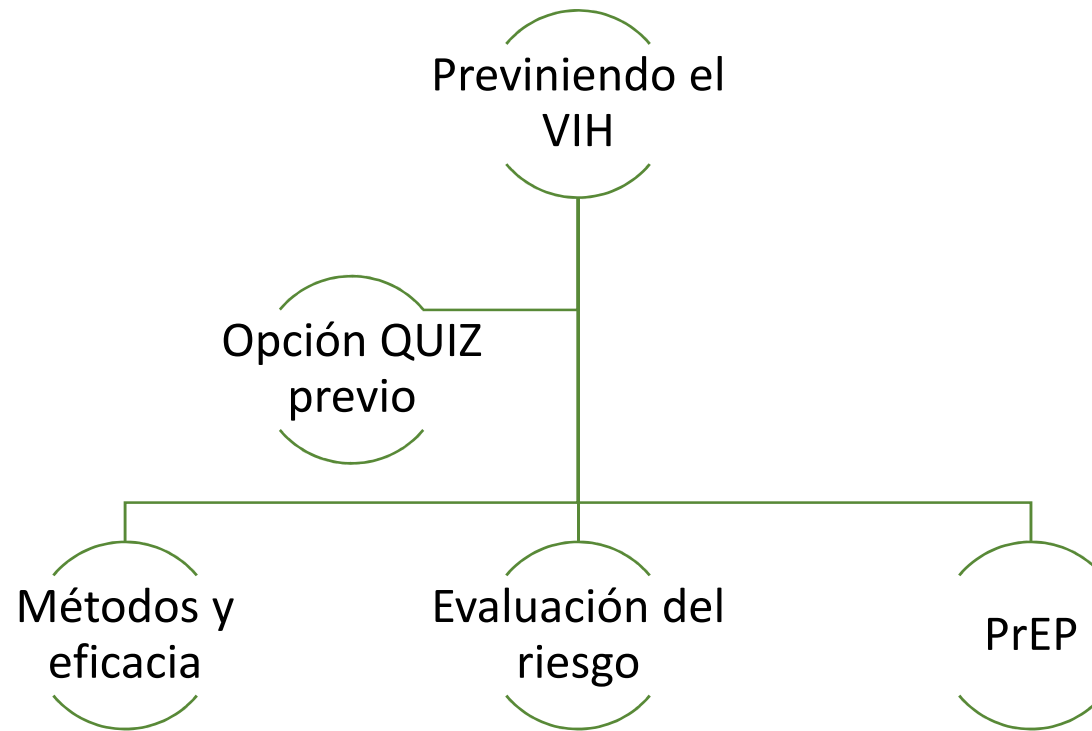 Previniendo el
VIH
Opción QUIZ
previo
Métodos y
eficacia
Evaluación del
riesgo
PrEP